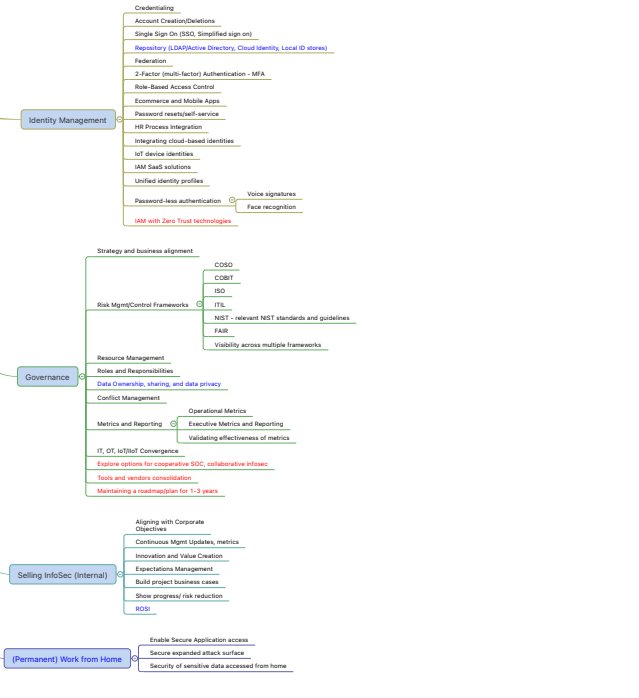 Credentialing
Account Creation/Deletions
Single Sign On (SSO, Simplified sign on)
Repository (LDAP/Active Directory, Cloud Identity, Local ID stores)
Federation
2-Factor (multi-factor) Authentication - MFA
Role-Based Access Control
Ecommerce and Mobile Apps
Password resets/self-service
Identity Management
HR Process Integration
Integrating cloud-based identities
IoT device identities
IAM SaaS solutions
Unified identity profiles
Password-less authentication
Voice signatures
Face recognition
IAM with Zero Trust technologies
Strategy and business alignment
Risk Mgmt/Control Frameworks
COSO
COBIT
ISO
ITIL
NIST - relevant NIST standards and guidelines
FAIR
Visibility across multiple frameworks
Resource Management
Roles and Responsibilities
Governance
Data Ownership, sharing, and data privacy
Conflict Management
Metrics and Reporting
Operational Metrics
Executive Metrics and Reporting
Validating effectiveness of metrics
IT, OT, IoT/IIoT Convergence
Explore options for cooperative SOC, collaborative infosec
Tools and vendors consolidation
Maintaining a roadmap/plan for 1-3 years
Aligning with Corporate
Objectives
Continuous Mgmt Updates, metrics
Innovation and Value Creation
Expectations Management
Selling InfoSec (Internal)
Build project business cases
Show progress/ risk reduction
ROSI
Enable Secure Application access
(Permanent) Work from Home
Secure expanded attack surface
Security of sensitive data accessed from home